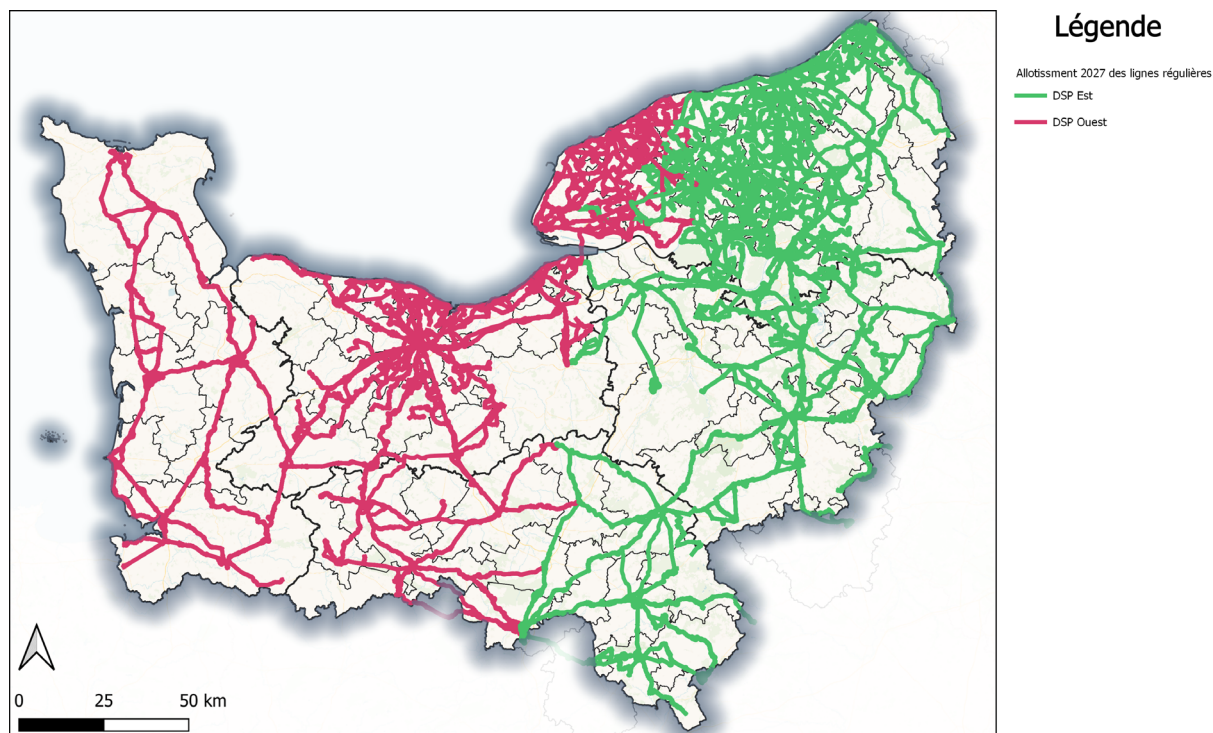 Légende
Allotissment 2027 des lignes régulières
DSP Est
DSP Ouest
0 25 50 km